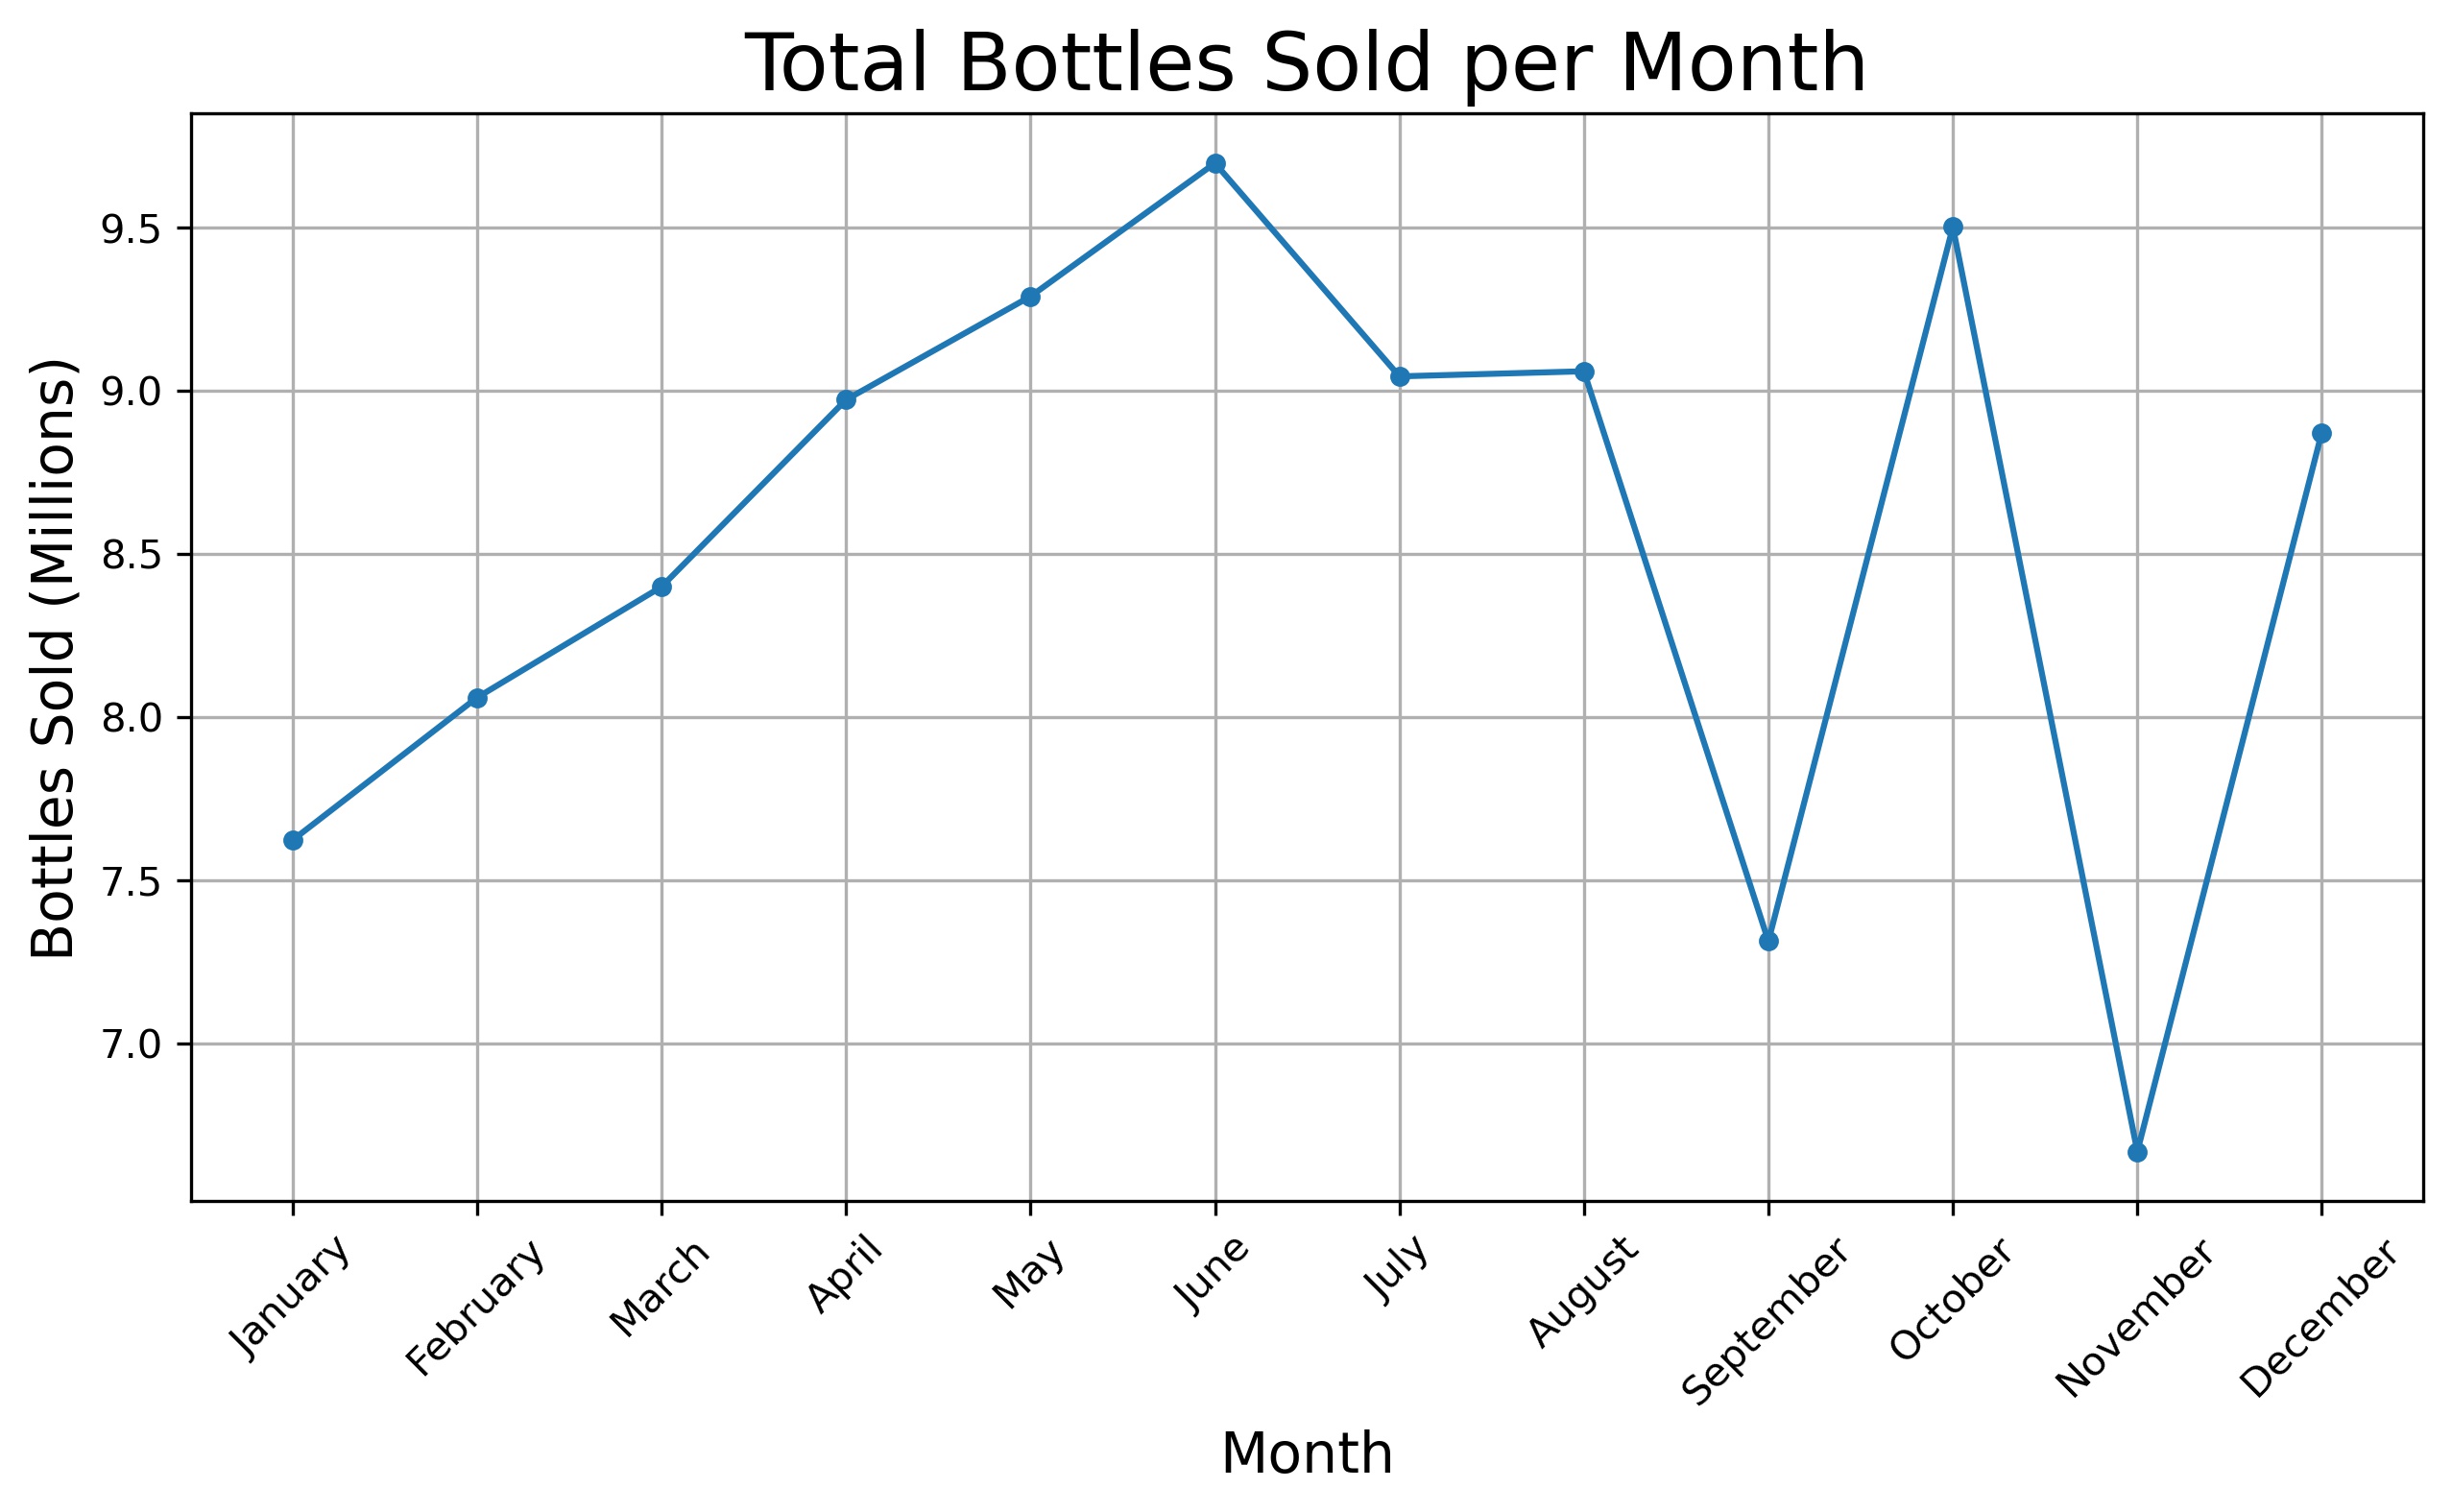 Total Bottles Sold per Month
Bottles Sold (Millions)
9.5
9.0
8.5
8.0
7.5
7.0
January
February
March
April
May
June
July
August
September
October
November
December
Month